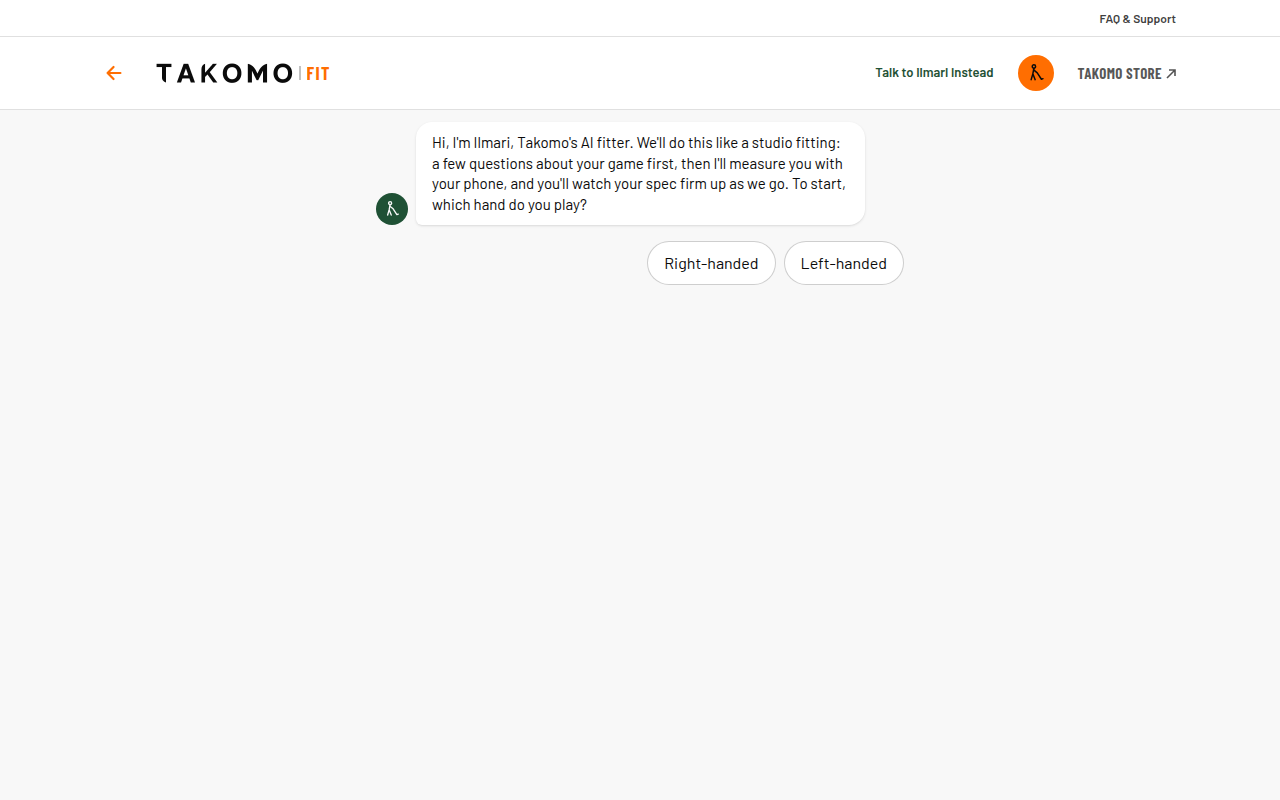 FAQ & Support
TAKOMO | FIT
Talk to Ilmari Instead
TAKOMO STORE
Hi, I'm Ilmari, Takomo's AI fitter. We'll do this like a studio fitting:
a few questions about your game first, then I'll measure you with
your phone, and you'll watch your spec firm up as we go. To start,
which hand do you play?
Right-handed
Left-handed